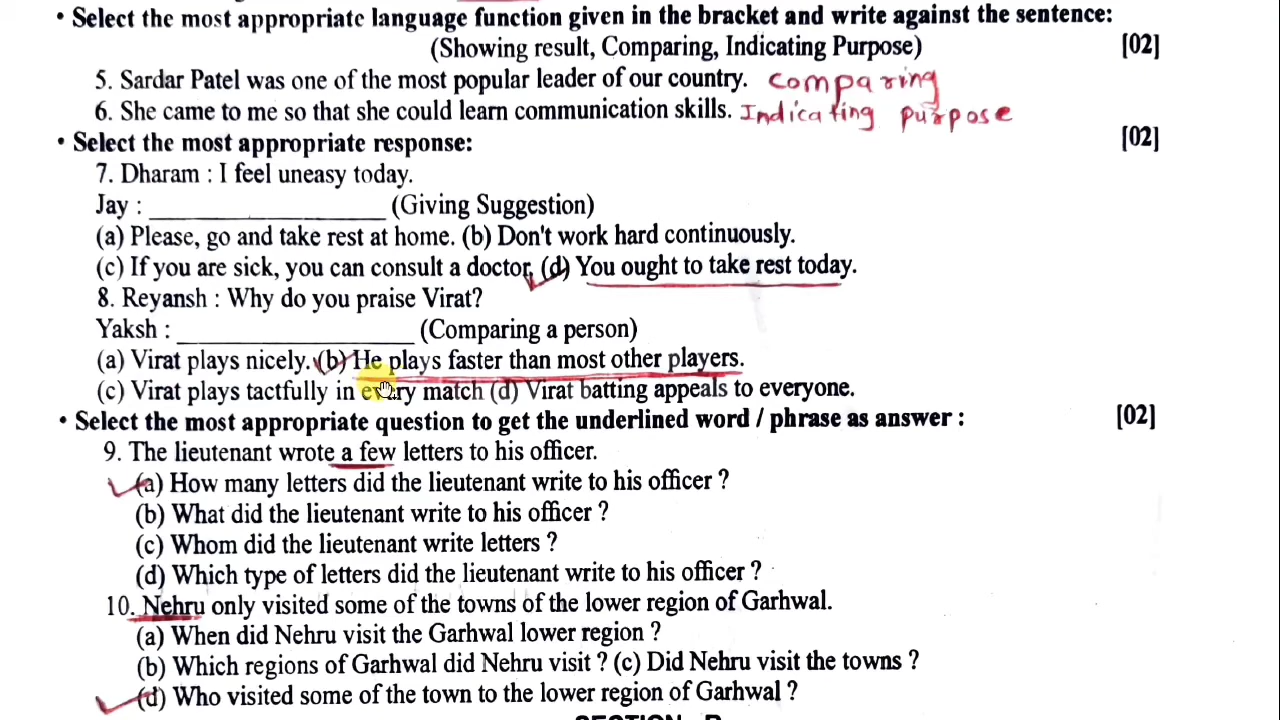 • Select the most appropriate language function given in the bracket and write against the sentence:
(Showing result, Comparing, Indicating Purpose) [02]
5. Sardar Patel was one of the most popular leader of our country. comparing
6. She came to me so that she could learn communication skills. Indicating purpose
• Select the most appropriate response: [02]
7. Dharam : I feel uneasy today.
Jay : ____________________ (Giving Suggestion)
(a) Please, go and take rest at home. (b) Don't work hard continuously.
(c) If you are sick, you can consult a doctor. (d) You ought to take rest today.
8. Reyansh : Why do you praise Virat?
Yaksh : ____________________ (Comparing a person)
(a) Virat plays nicely. (b) He plays faster than most other players.
(c) Virat plays tactfully in every match (d) Virat batting appeals to everyone.
• Select the most appropriate question to get the underlined word / phrase as answer : [02]
9. The lieutenant wrote a few letters to his officer.
(a) How many letters did the lieutenant write to his officer ?
(b) What did the lieutenant write to his officer ?
(c) Whom did the lieutenant write letters ?
(d) Which type of letters did the lieutenant write to his officer ?
10. Nehru only visited some of the towns of the lower region of Garhwal.
(a) When did Nehru visit the Garhwal lower region ?
(b) Which regions of Garhwal did Nehru visit ? (c) Did Nehru visit the towns ?
(d) Who visited some of the town to the lower region of Garhwal ?